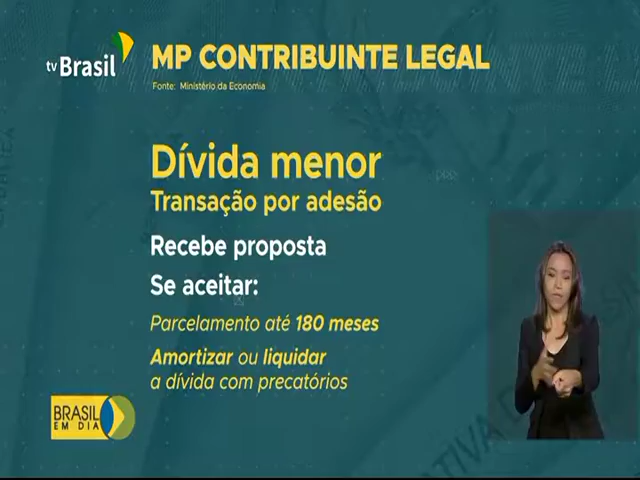 tv Brasil
MP CONTRIBUINTE LEGAL
Fonte: Ministério da Economia
Dívida menor
Transação por adesão
Recebe proposta
Se aceitar:
Parcelamento até 180 meses
Amortizar ou liquidar
a dívida com precatórios
BRASIL
EM DIA